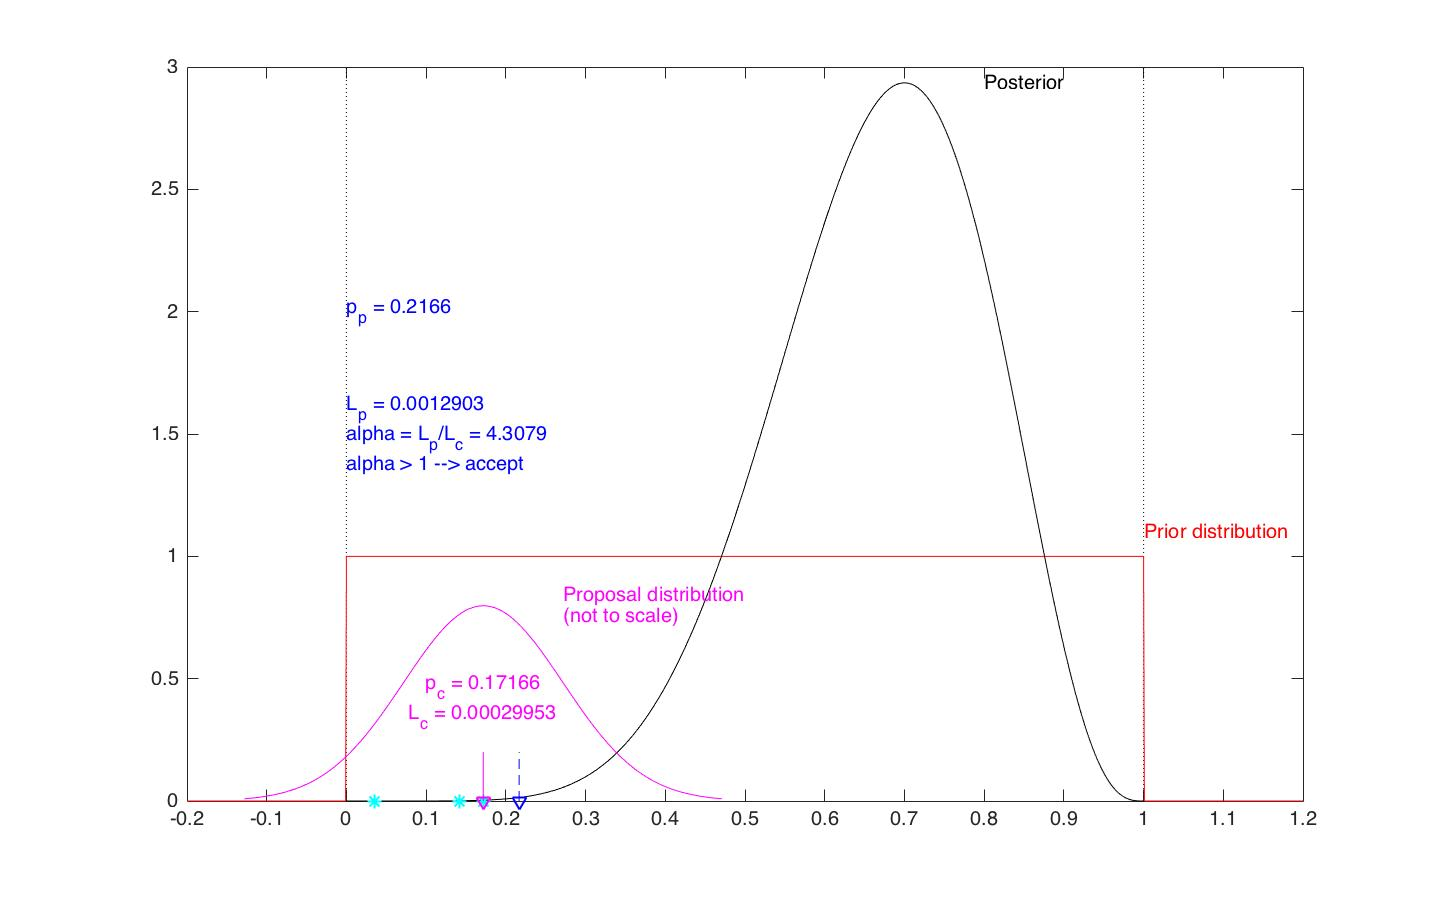 3
Posterior
2.5
p_p = 0.2166
2
L_p = 0.0012903
alpha = L_p/L_c = 4.3079
1.5
alpha > 1 --> accept
Prior distribution
1
Proposal distribution
(not to scale)
p_c = 0.17166
0.5
L_c = 0.00029953
0
-0.2 -0.1 0 0.1 0.2 0.3 0.4 0.5 0.6 0.7 0.8 0.9 1 1.1 1.2